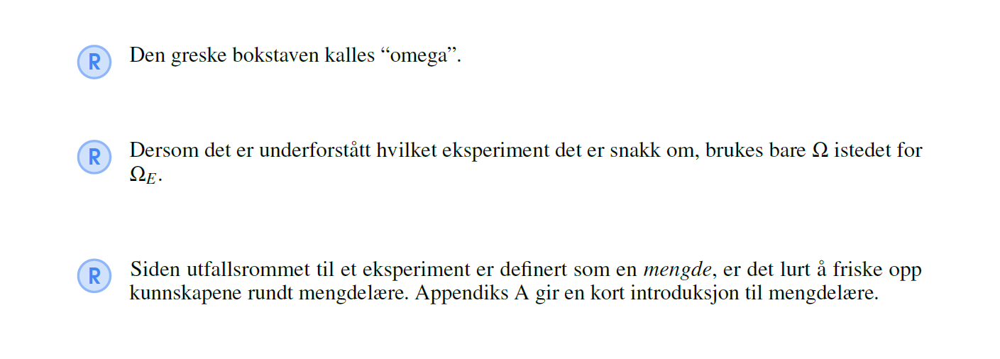 R Den greske bokstaven kalles “omega”.
R Dersom det er underforstått hvilket eksperiment det er snakk om, brukes bare Ω istedet for
Ω_E.
R Siden utfallsrommet til et eksperiment er definert som en mengde, er det lurt å friske opp
kunnskapene rundt mengdelære. Appendiks A gir en kort introduksjon til mengdelære.